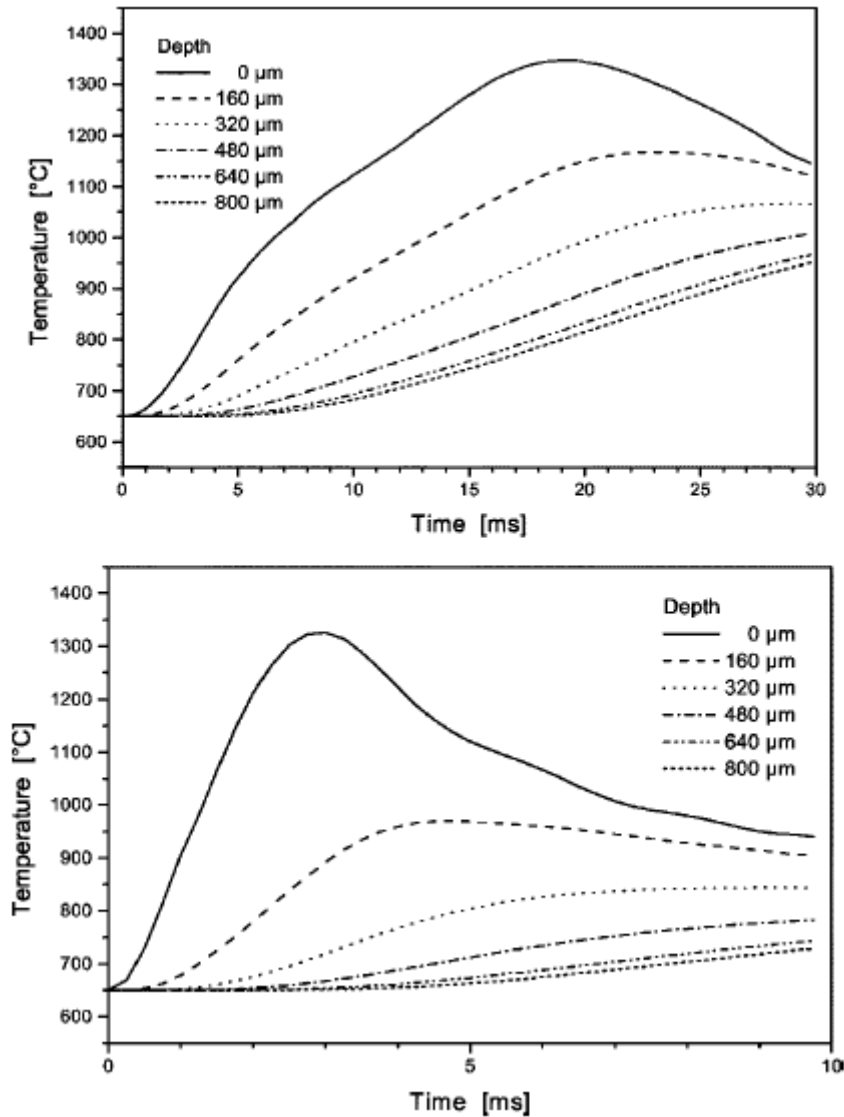 1400
1300
1200
1100
1000
900
800
700
600
Temperature [°C]
Depth
0 µm
160 µm
320 µm
480 µm
640 µm
800 µm
0 5 10 15 20 25 30
Time [ms]
1400
1300
1200
1100
1000
900
800
700
600
Temperature [°C]
Depth
0 µm
160 µm
320 µm
480 µm
640 µm
800 µm
0 5 10
Time [ms]